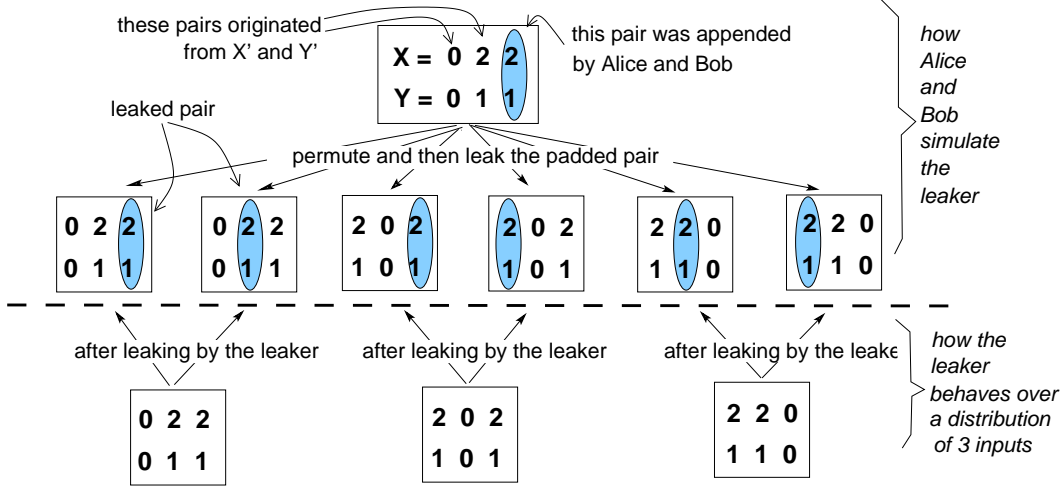 these pairs originated
from X' and Y'
X = 0 2 2
Y = 0 1 1
this pair was appended
by Alice and Bob
how
Alice
and
Bob
simulate
the
leaker
leaked pair
permute and then leak the padded pair
0 2 2
0 1 1
0 2 2
0 1 1
2 0 2
1 0 1
2 0 2
1 0 1
2 2 0
1 1 0
2 2 0
1 1 0
after leaking by the leaker
after leaking by the leaker
after leaking by the leake
how the
leaker
behaves over
a distribution
of 3 inputs
0 2 2
0 1 1
2 0 2
1 0 1
2 2 0
1 1 0